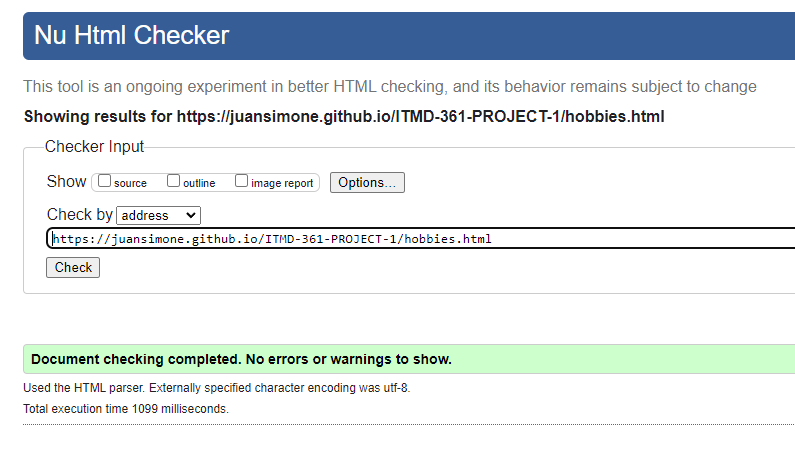 Nu Html Checker
This tool is an ongoing experiment in better HTML checking, and its behavior remains subject to change
Showing results for https://juansimone.github.io/ITMD-361-PROJECT-1/hobbies.html
Checker Input
Show source outline image report Options...
Check by address
https://juansimone.github.io/ITMD-361-PROJECT-1/hobbies.html
Check
Document checking completed. No errors or warnings to show.
Used the HTML parser. Externally specified character encoding was utf-8.
Total execution time 1099 milliseconds.